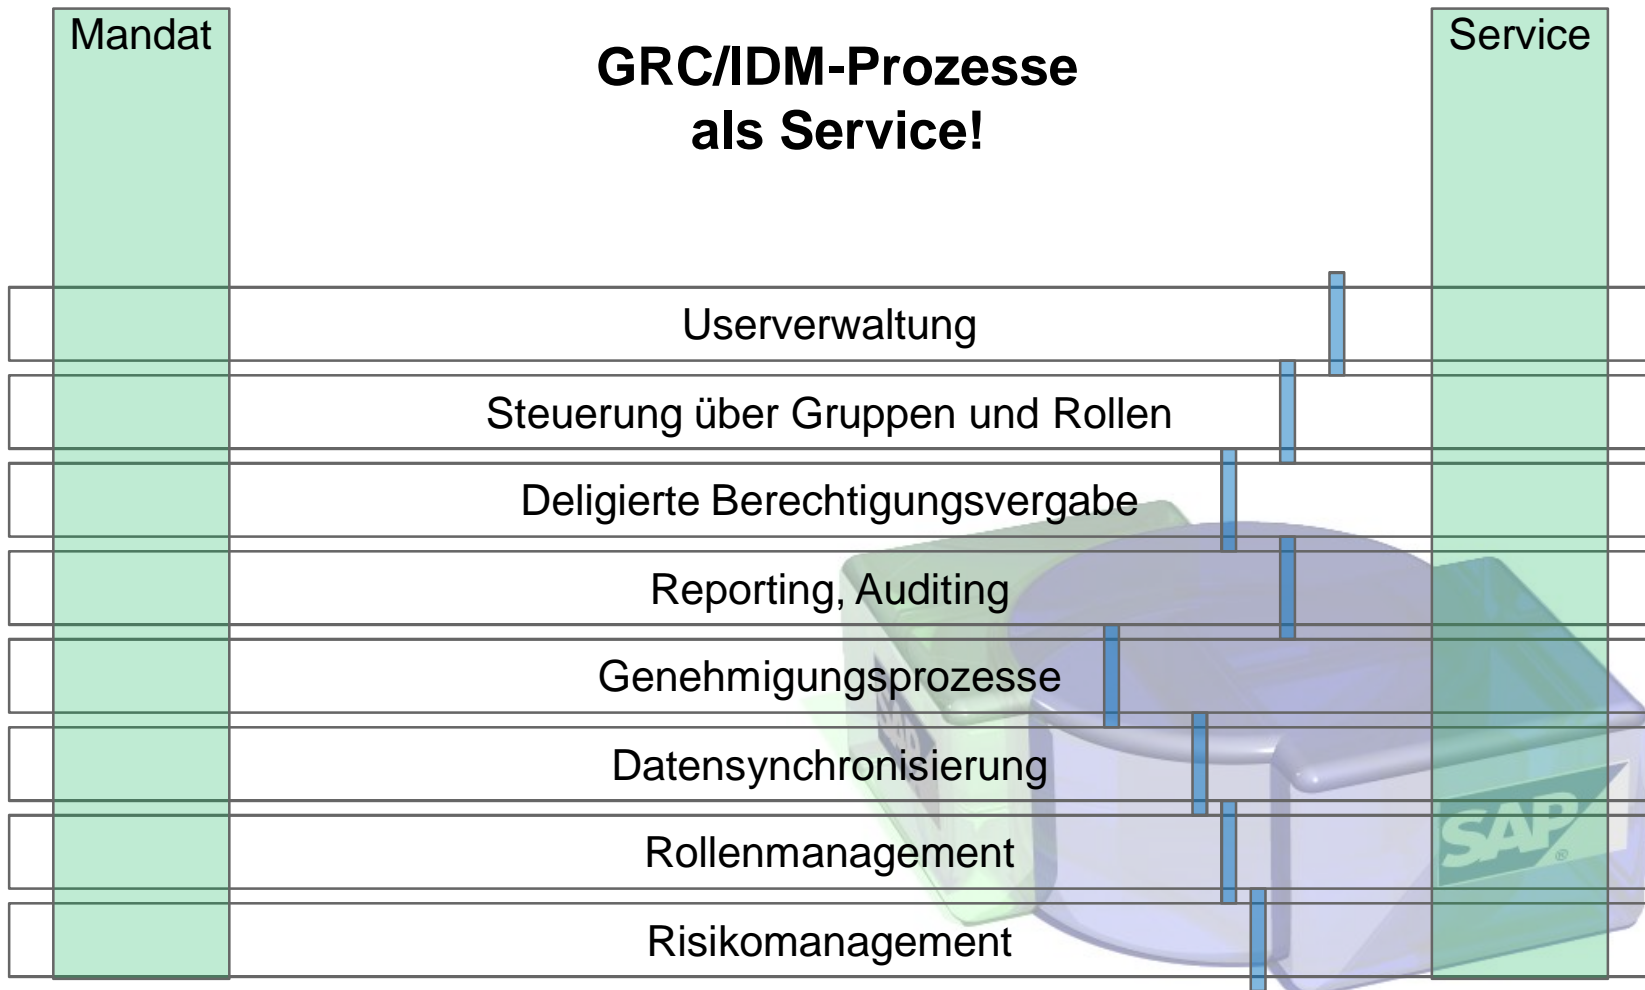 Mandat
Service
GRC/IDM-Prozesse
als Service!
Userverwaltung
Steuerung über Gruppen und Rollen
Deligierte Berechtigungsvergabe
Reporting, Auditing
Genehmigungsprozesse
Datensynchronisierung
Rollenmanagement
SAP
®
Risikomanagement